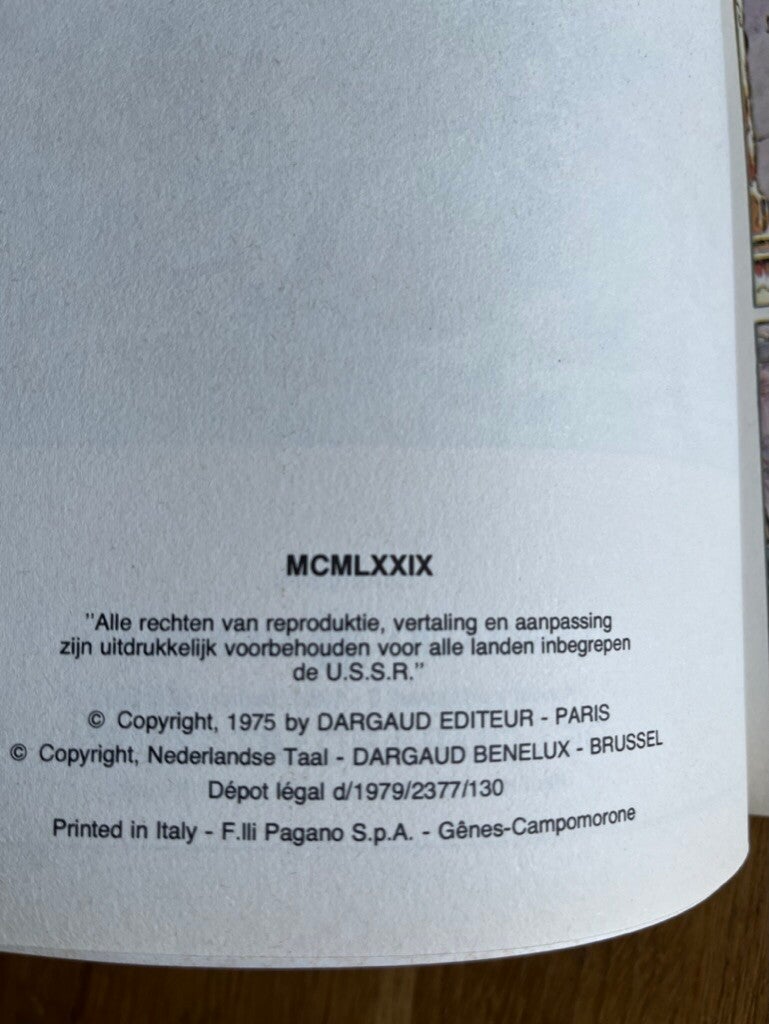 MCMLXXIX
"Alle rechten van reproduktie, vertaling en aanpassing
zijn uitdrukkelijk voorbehouden voor alle landen inbegrepen
de U.S.S.R."
© Copyright, 1975 by DARGAUD EDITEUR - PARIS
© Copyright, Nederlandse Taal - DARGAUD BENELUX - BRUSSEL
Dépot légal d/1979/2377/130
Printed in Italy - F.lli Pagano S.p.A. - Gênes-Campomorone